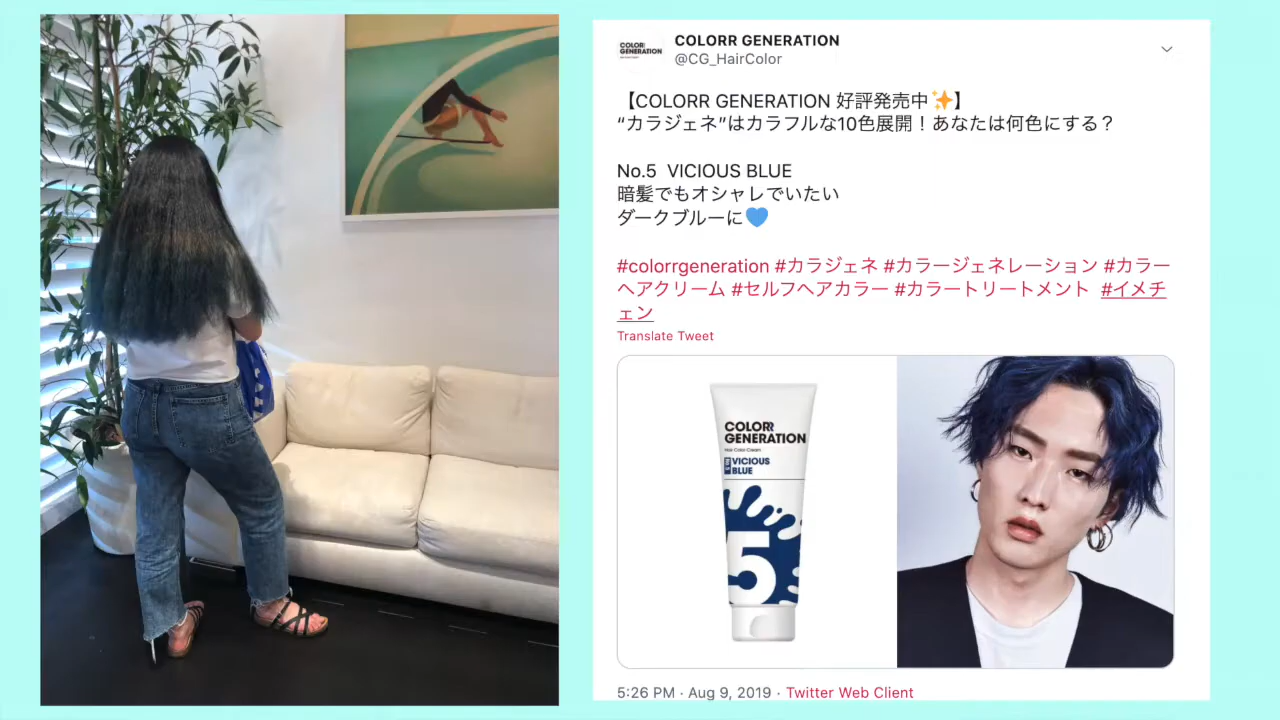 COLORR GENERATION
@CG_HairColor
COLOR
GENERATION
【COLORR GENERATION 好評発売中✨】
“カラジェネ”はカラフルな10色展開！あなたは何色にする？
No.5 VICIOUS BLUE
暗髪でもオシャレでいたい
ダークブルーに💙
#colorrgeneration #カラジェネ #カラージェネレーション #カラー
ヘアクリーム #セルフヘアカラー #カラートリートメント #イメチ
ェン
Translate Tweet
COLORR
GENERATION
Hair Color Cream
VICIOUS
BLUE
5
5:26 PM · Aug 9, 2019 · Twitter Web Client